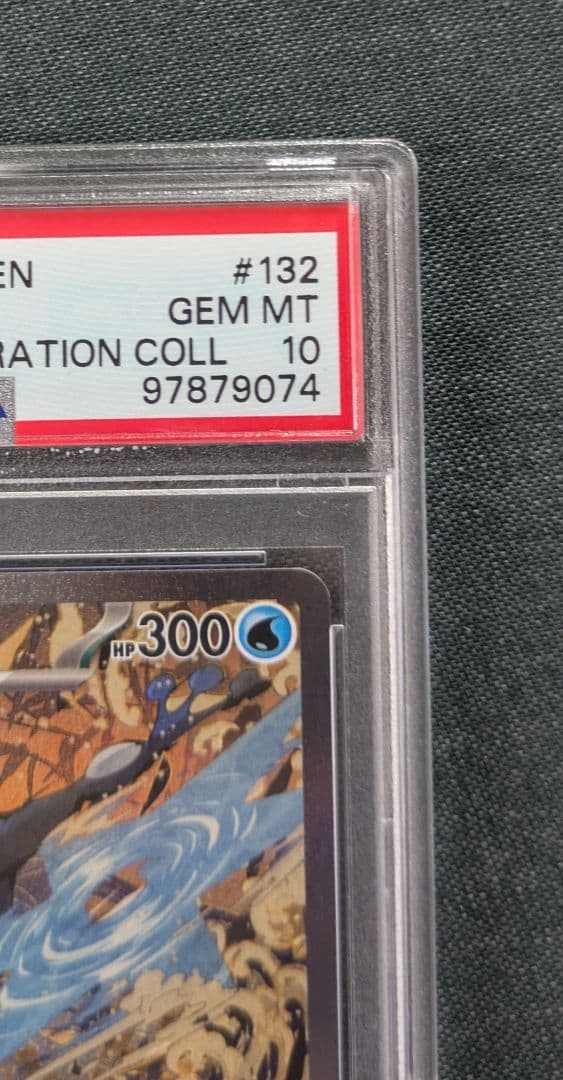 EN #132
GEM MT
RATION COLL 10
97879074
HP300